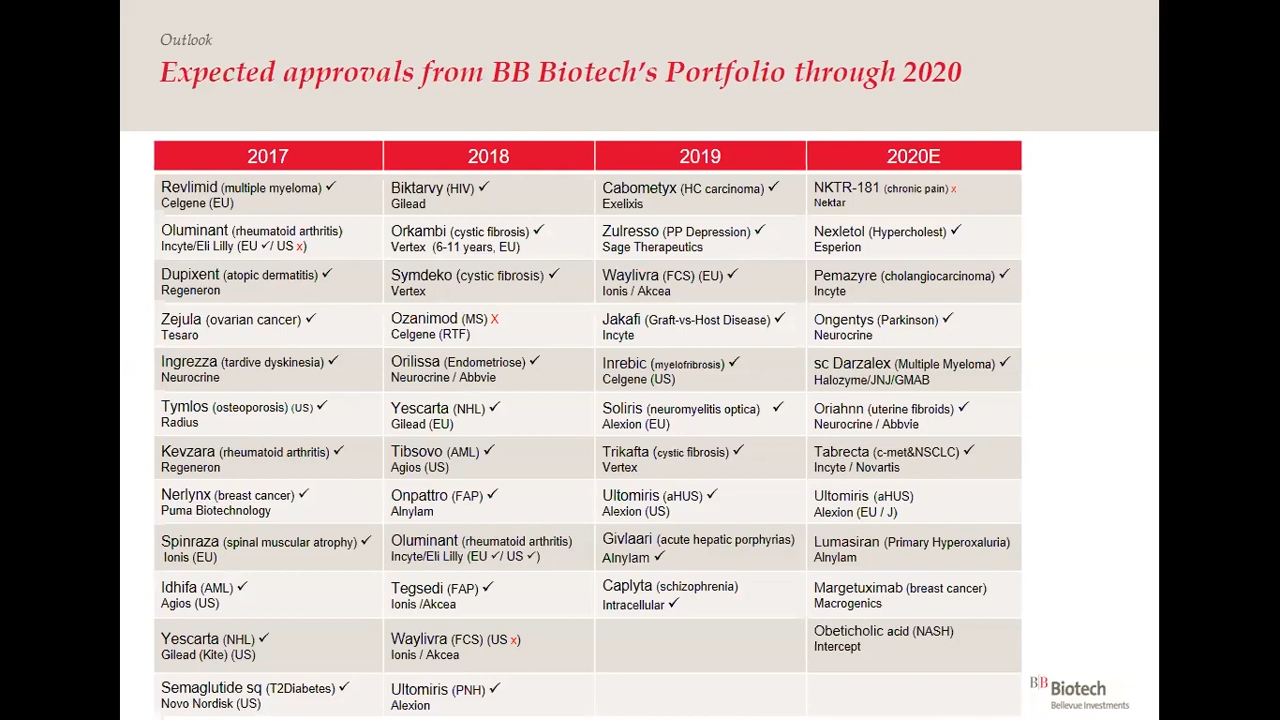 Outlook
Expected approvals from BB Biotech's Portfolio through 2020
2017 2018 2019 2020E
Revlimid (multiple myeloma) ✓
Celgene (EU)
Biktarvy (HIV) ✓
Gilead
Cabometyx (HC carcinoma) ✓
Exelixis
NKTR-181 (chronic pain) x
Nektar
Oluminant (rheumatoid arthritis)
Incyte/Eli Lilly (EU ✓/ US x)
Orkambi (cystic fibrosis) ✓
Vertex (6-11 years, EU)
Zulresso (PP Depression) ✓
Sage Therapeutics
Nexletol (Hypercholest) ✓
Esperion
Dupixent (atopic dermatitis) ✓
Regeneron
Symdeko (cystic fibrosis) ✓
Vertex
Waylivra (FCS) (EU) ✓
Ionis / Akcea
Pemazyre (cholangiocarcinoma) ✓
Incyte
Zejula (ovarian cancer) ✓
Tesaro
Ozanimod (MS) X
Celgene (RTF)
Jakafi (Graft-vs-Host Disease) ✓
Incyte
Ongentys (Parkinson) ✓
Neurocrine
Ingrezza (tardive dyskinesia) ✓
Neurocrine
Orilissa (Endometriose) ✓
Neurocrine / Abbvie
Inrebic (myelofibrosis) ✓
Celgene (US)
sc Darzalex (Multiple Myeloma) ✓
Halozyme/JNJ/GMAB
Tymlos (osteoporosis) (US) ✓
Radius
Yescarta (NHL) ✓
Gilead (EU)
Soliris (neuromyelitis optica) ✓
Alexion (EU)
Oriahnn (uterine fibroids) ✓
Neurocrine / Abbvie
Kevzara (rheumatoid arthritis) ✓
Regeneron
Tibsovo (AML) ✓
Agios (US)
Trikafta (cystic fibrosis) ✓
Vertex
Tabrecta (c-met&NSCLC) ✓
Incyte / Novartis
Nerlynx (breast cancer) ✓
Puma Biotechnology
Onpattro (FAP) ✓
Alnylam
Ultomiris (aHUS) ✓
Alexion (US)
Ultomiris (aHUS)
Alexion (EU / J)
Spinraza (spinal muscular atrophy) ✓
Ionis (EU)
Oluminant (rheumatoid arthritis)
Incyte/Eli Lilly (EU ✓/ US ✓)
Givlaari (acute hepatic porphyrias)
Alnylam ✓
Lumasiran (Primary Hyperoxaluria)
Alnylam
Idhifa (AML) ✓
Agios (US)
Tegsedi (FAP) ✓
Ionis /Akcea
Caplyta (schizophrenia)
Intracellular ✓
Margetuximab (breast cancer)
Macrogenics
Yescarta (NHL) ✓
Gilead (Kite) (US)
Waylivra (FCS) (US x)
Ionis / Akcea
Obeticholic acid (NASH)
Intercept
Semaglutide sq (T2Diabetes) ✓
Novo Nordisk (US)
Ultomiris (PNH) ✓
Alexion
BB Biotech
Bellevue Investments